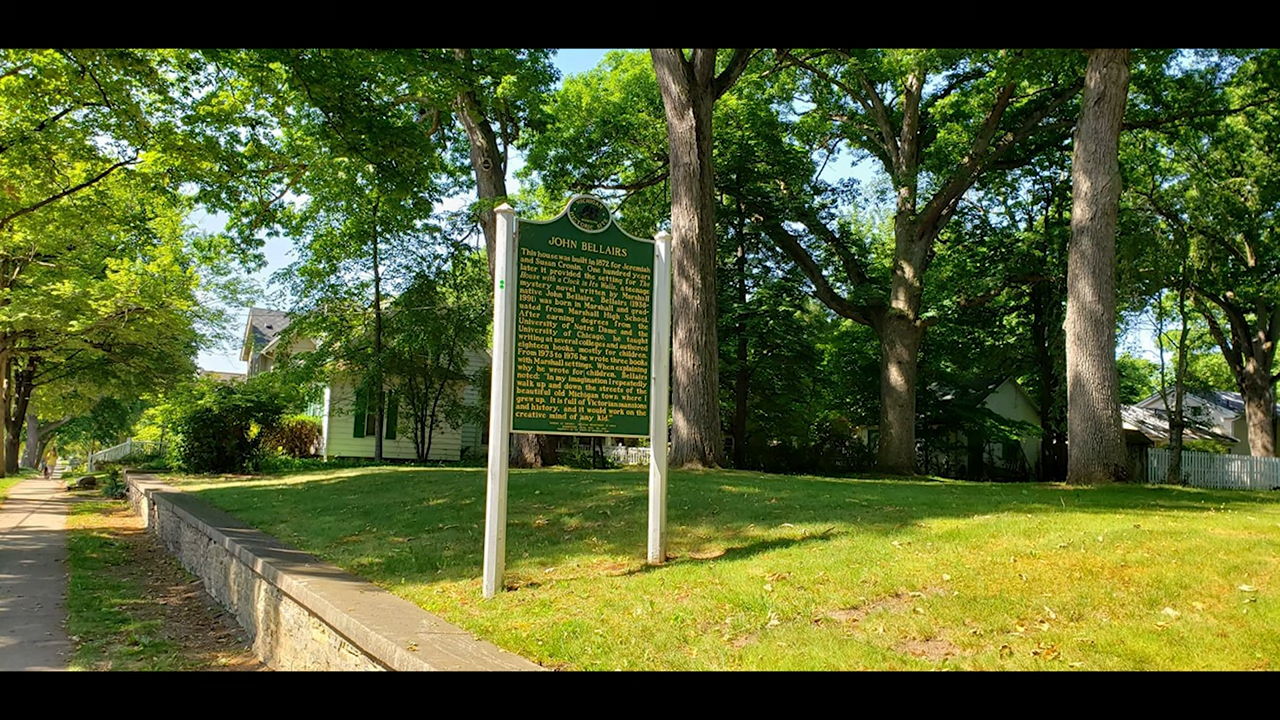 JOHN BELLAIRS
This house was built in 1872 for Jeremiah
and Susan Cronin. One hundred years
later it provided the setting for The
House with a Clock in Its Walls, a teenage
mystery novel written by Marshall
native John Bellairs. Bellairs (1938-
1991) was born in Marshall and grad-
uated from Marshall High School.
After earning degrees from the
University of Notre Dame and the
University of Chicago, he taught
writing at several colleges and authored
eighteen books, mostly for children.
From 1973 to 1976 he wrote three books
with Marshall settings. When explaining
why he wrote for children, Bellairs
noted: "In my imagination I repeatedly
walk up and down the streets of the
beautiful old Michigan town where I
grew up. It is full of Victorian mansions
and history, and it would work on the
creative mind of any kid."